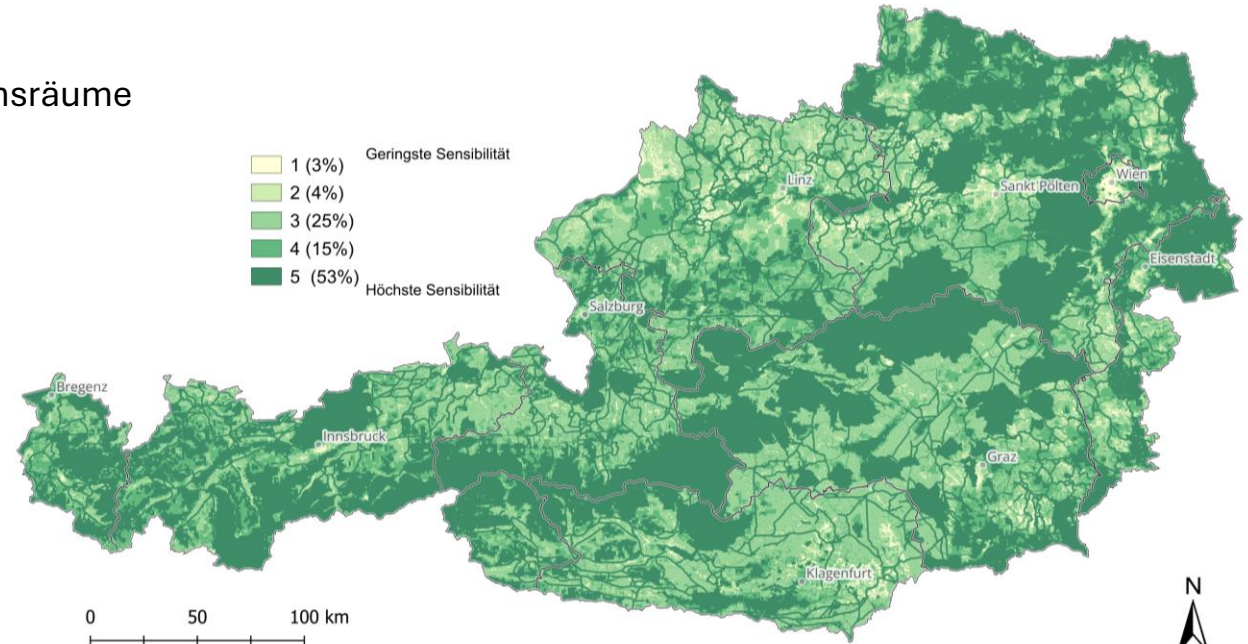 nsräume
Geringste Sensibilität
1 (3%)
2 (4%)
3 (25%)
4 (15%)
5 (53%)
Höchste Sensibilität
Linz
Sankt Pölten
Wien
Eisenstadt
Salzburg
Bregenz
Innsbruck
Graz
Klagenfurt
0 50 100 km
N